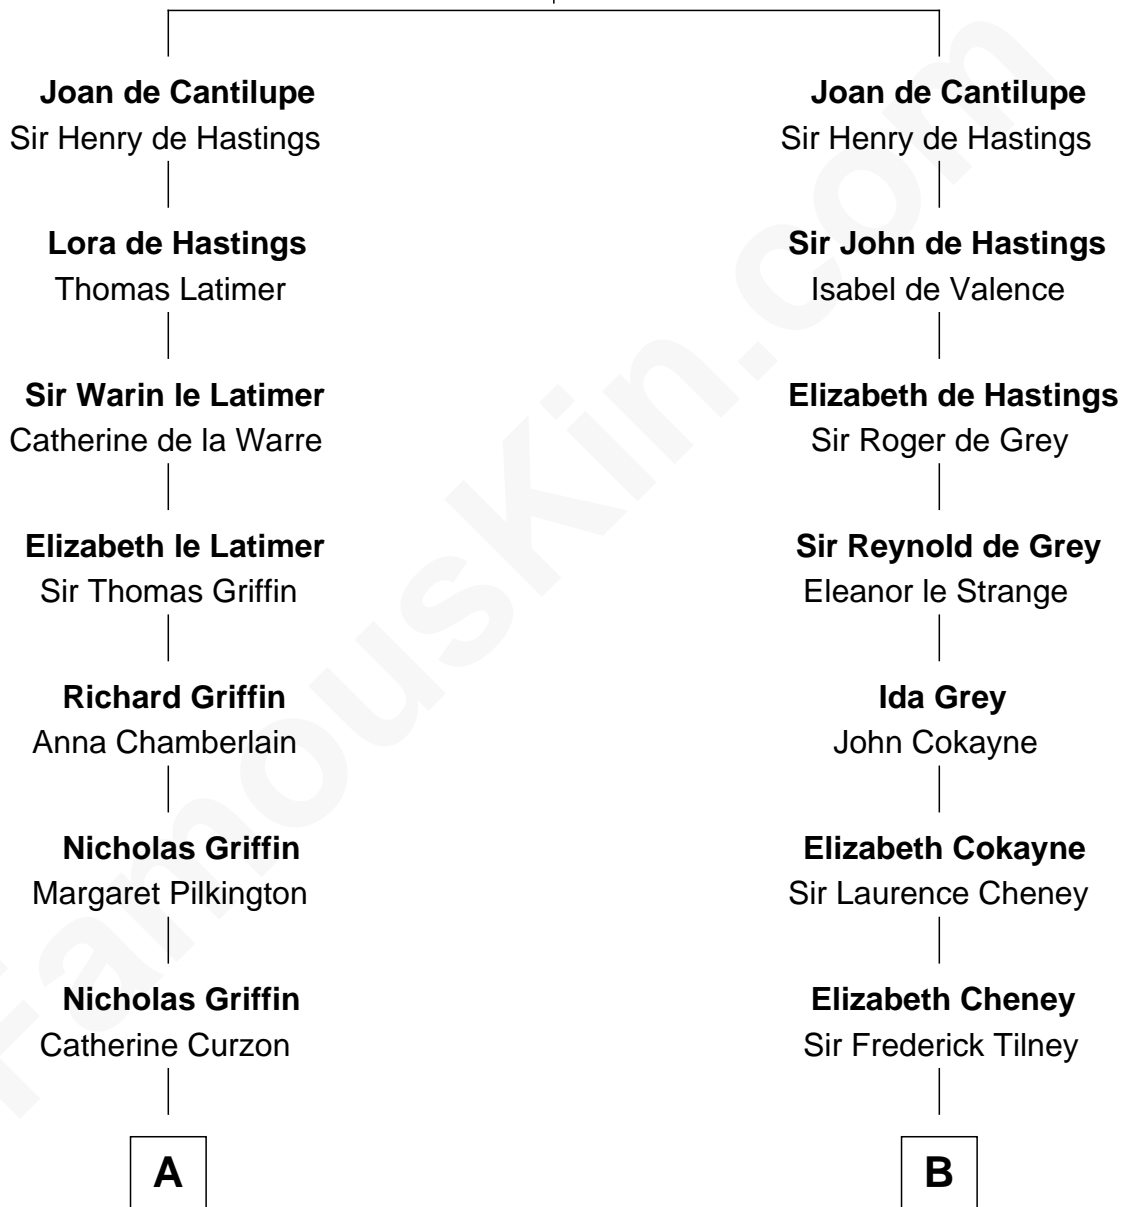 Joan de Cantilupe
Sir Henry de Hastings
Lora de Hastings
Thomas Latimer
Sir Warin le Latimer
Catherine de la Warre
Elizabeth le Latimer
Sir Thomas Griffin
Richard Griffin
Anna Chamberlain
Nicholas Griffin
Margaret Pilkington
Nicholas Griffin
Catherine Curzon
A
Joan de Cantilupe
Sir Henry de Hastings
Sir John de Hastings
Isabel de Valence
Elizabeth de Hastings
Sir Roger de Grey
Sir Reynold de Grey
Eleanor le Strange
Ida Grey
John Cokayne
Elizabeth Cokayne
Sir Laurence Cheney
Elizabeth Cheney
Sir Frederick Tilney
B
FamousKin.com